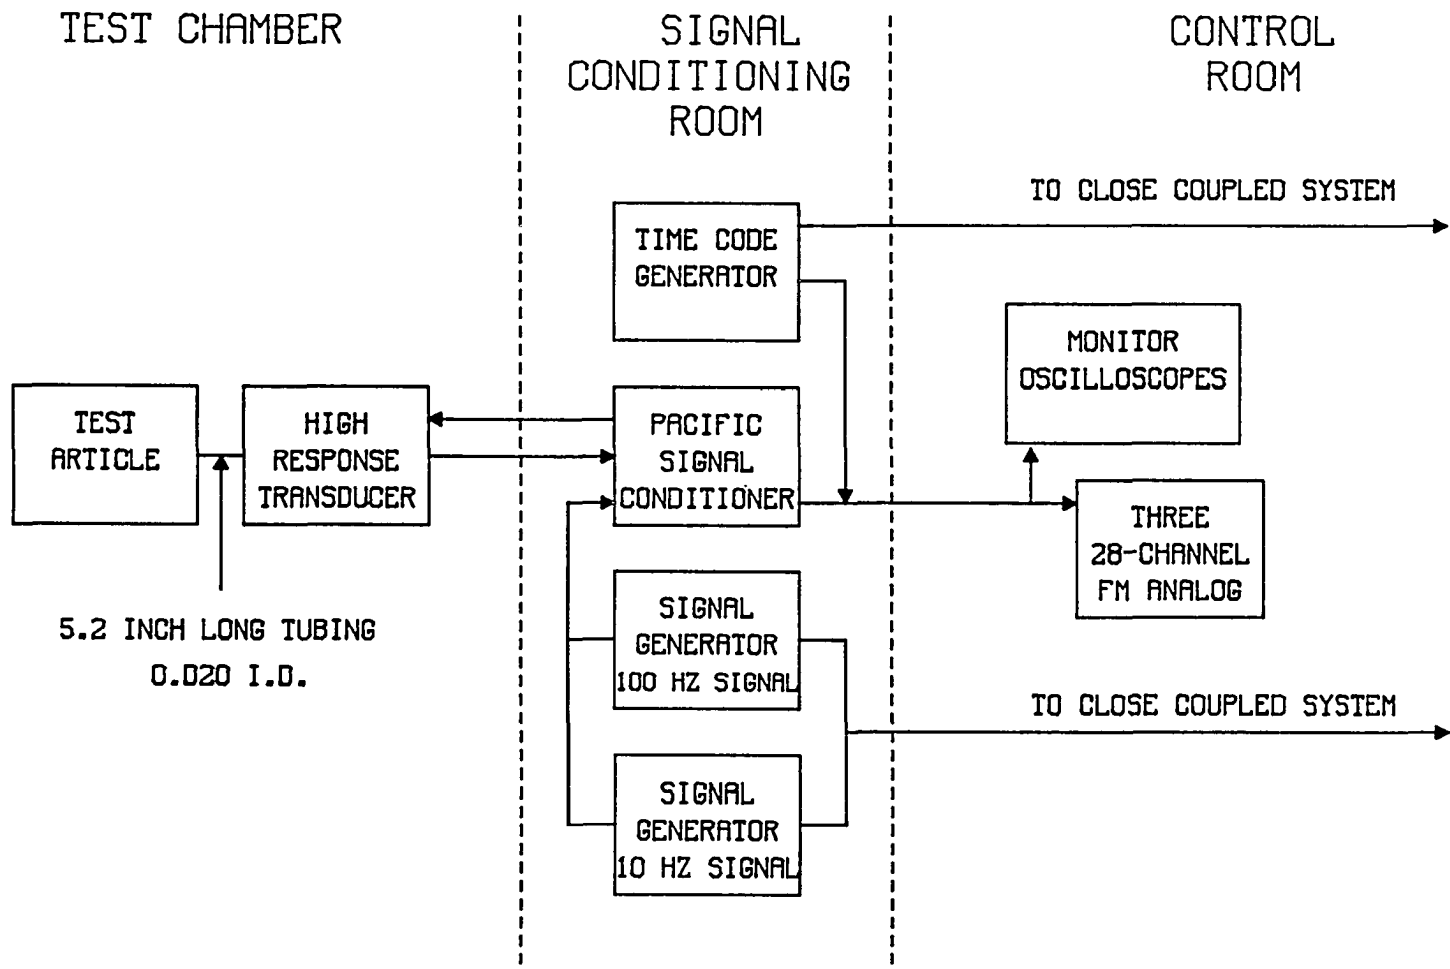 TEST CHAMBER
SIGNAL
CONDITIONING
ROOM
CONTROL
ROOM
TO CLOSE COUPLED SYSTEM
TIME CODE
GENERATOR
MONITOR
OSCILLOSCOPES
TEST
ARTICLE
HIGH
RESPONSE
TRANSDUCER
PACIFIC
SIGNAL
CONDITIONER
THREE
28-CHANNEL
FM ANALOG
5.2 INCH LONG TUBING
0.020 I.D.
SIGNAL
GENERATOR
100 HZ SIGNAL
TO CLOSE COUPLED SYSTEM
SIGNAL
GENERATOR
10 HZ SIGNAL